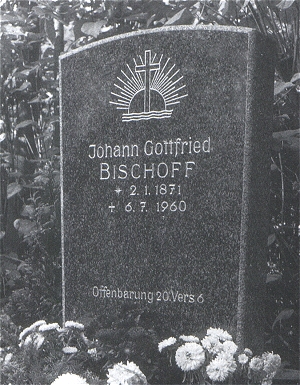 Johann Gottfried
BISCHOFF
* 2. 1. 1871
+ 6. 7. 1960
Offenbarung 20. Vers 6